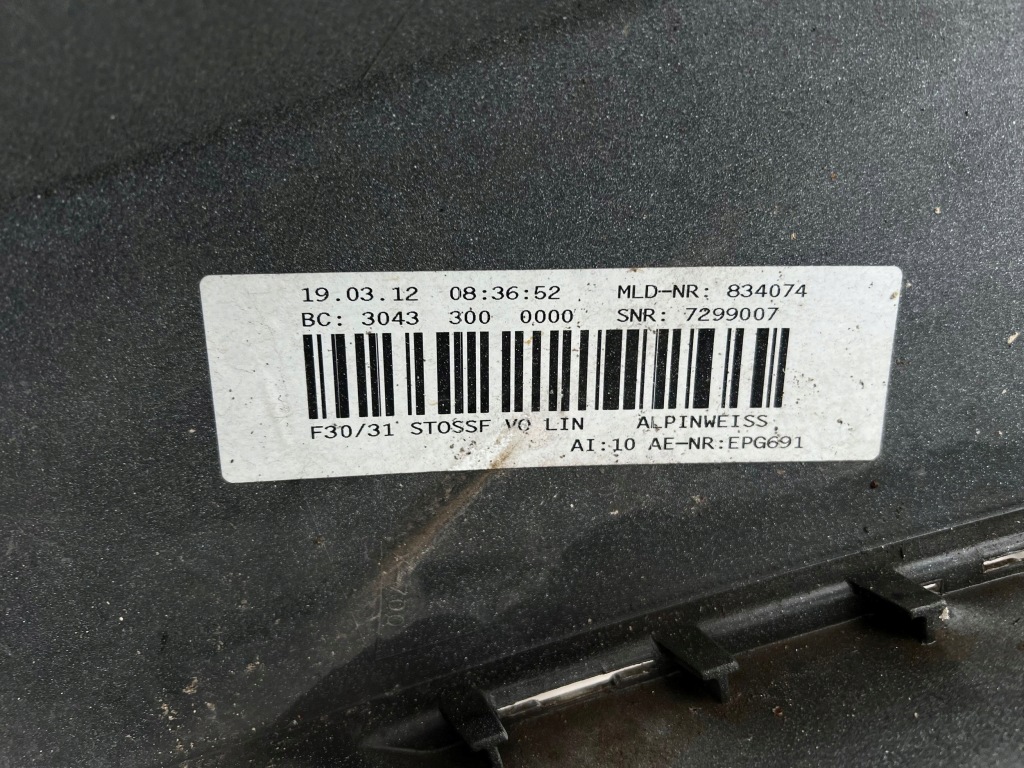 19.03.12 08:36:52 MLD-NR: 834074
BC: 3043 300 0000 SNR: 7299007
F30/31 STOSSF VO LIN ALPINWEISS
AI:10 AE-NR:EPG691